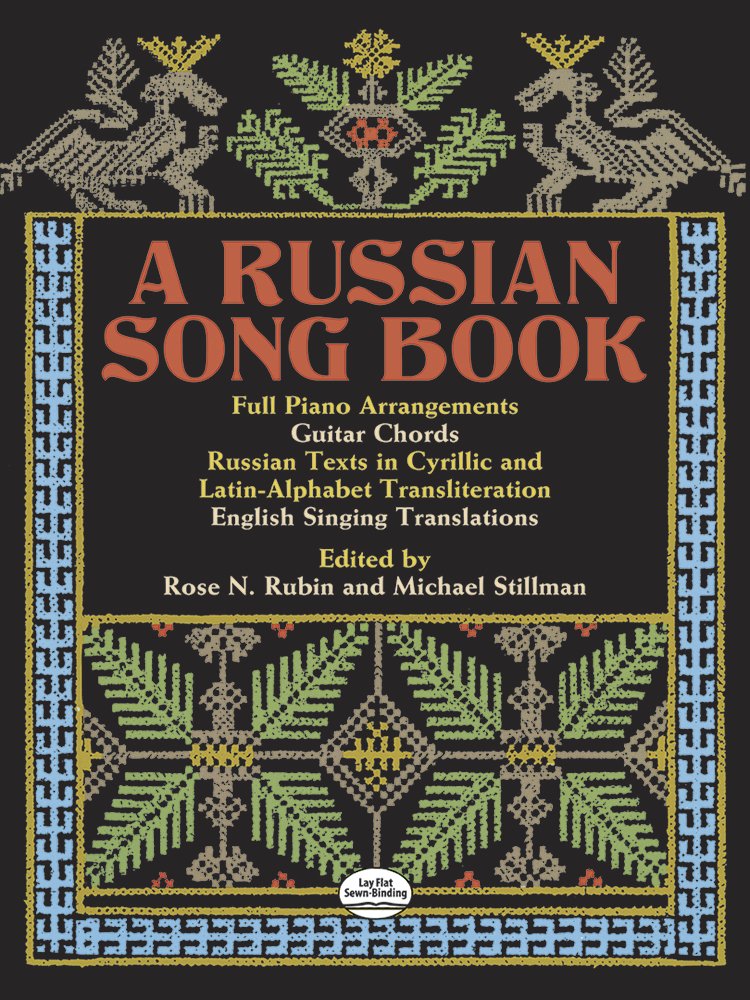 A RUSSIAN
SONG BOOK
Full Piano Arrangements
Guitar Chords
Russian Texts in Cyrillic and
Latin-Alphabet Transliteration
English Singing Translations
Edited by
Rose N. Rubin and Michael Stillman
Lay Flat
Sewn-Binding